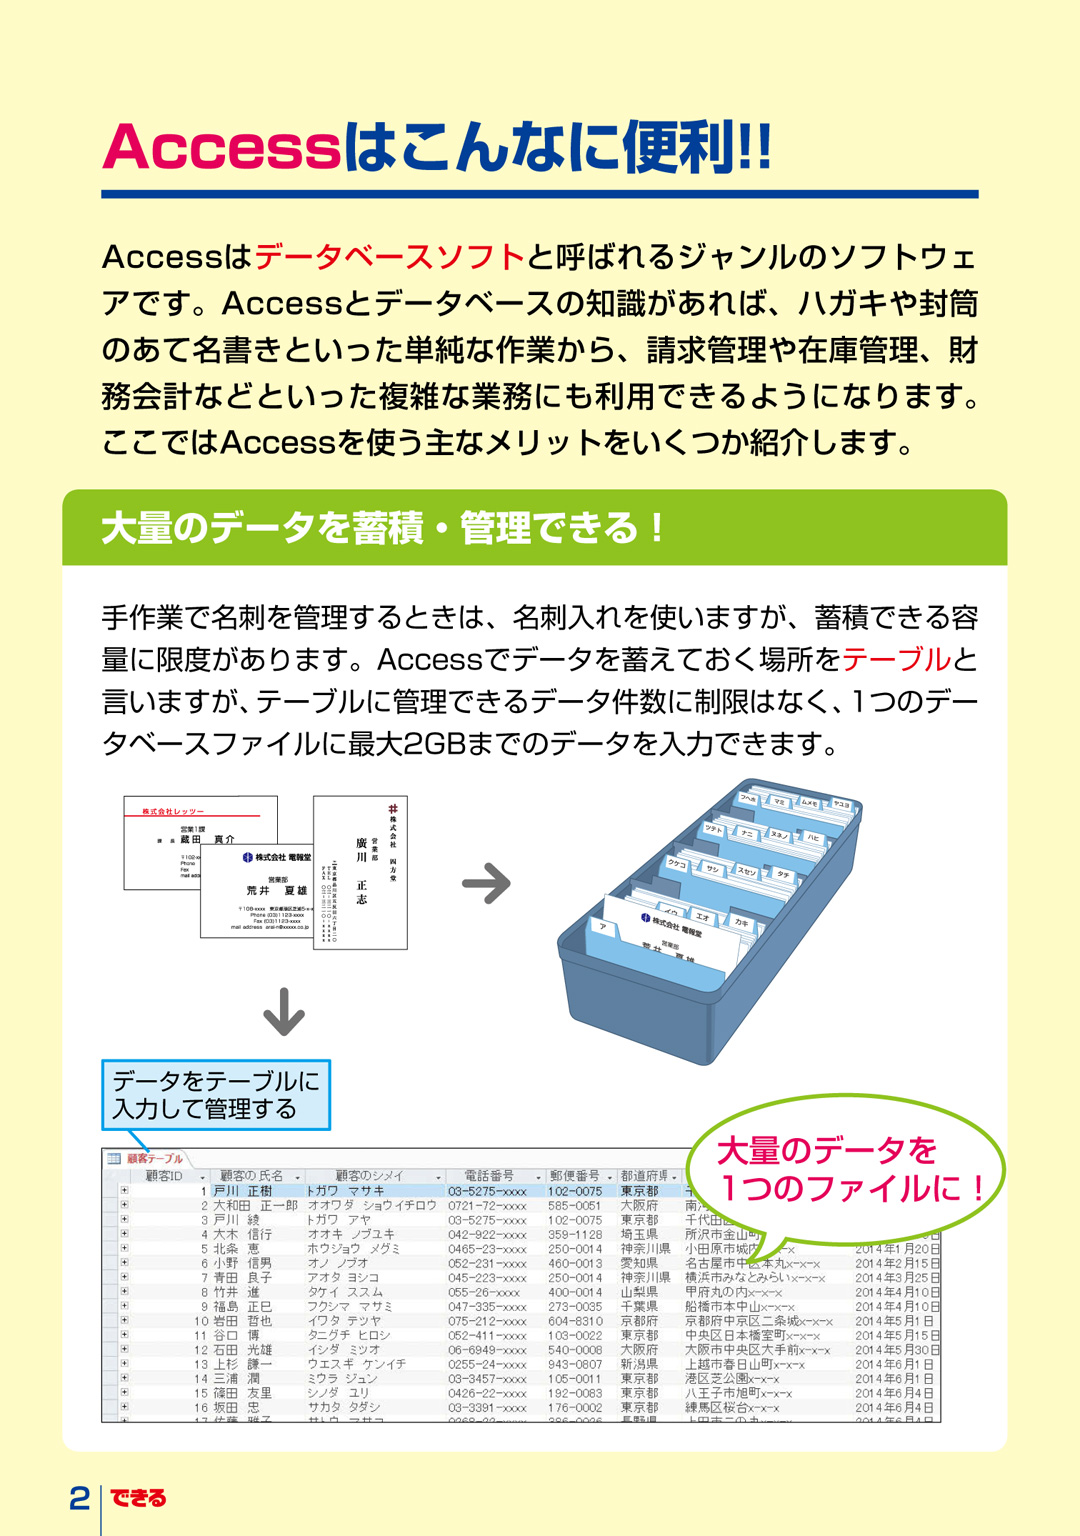 Accessはこんなに便利!!
Accessはデータベースソフトと呼ばれるジャンルのソフトウェ
アです。Accessとデータベースの知識があれば、ハガキや封筒
のあて名書きといった単純な作業から、請求管理や在庫管理、財
務会計などといった複雑な業務にも利用できるようになります。
ここではAccessを使う主なメリットをいくつか紹介します。
大量のデータを蓄積・管理できる！
手作業で名刺を管理するときは、名刺入れを使いますが、蓄積できる容
量に限度があります。Accessでデータを蓄えておく場所をテーブルと
言いますが、テーブルに管理できるデータ件数に制限はなく、1つのデー
タベースファイルに最大2GBまでのデータを入力できます。
株式会社レッツー
営業1課
課長 蔵田 真介
〒102-x
Phone
Fax
mail add
株式会社 電報堂
営業部
荒井 夏雄
〒108-xxxx 東京都港区芝浦5-x-x
Phone (03)1123-xxxx
Fax (03)1123-xxxx
mail address arai-n@xxxxx.co.jp
株式会社 四方堂
営業部
廣川 正志
フヘホ マミ ムメモ ヤユヨ
ツテト ナニ ヌネノ ハヒ
クケコ サシ スセソ タチ
ア イウ エオ カキ
株式会社 電報堂
営業部
荒井 夏雄
データをテーブルに
入力して管理する
大量のデータを
1つのファイルに！
顧客テーブル
顧客ID 顧客の氏名 顧客のシメイ 電話番号 郵便番号 都道府県
1 戸川 正樹 トガワ マサキ 03-5275-xxxx 102-0075 東京都
2 大和田 正一郎 オオワダ ショウイチロウ 0721-72-xxxx 585-0051 大阪府 南
3 戸川 綾 トガワ アヤ 03-5275-xxxx 102-0075 東京都 千代田
4 大木 信行 オオキ ノブユキ 042-922-xxxx 359-1128 埼玉県 所沢市金山町
5 北条 恵 ホウジョウ メグミ 0465-23-xxxx 250-0014 神奈川県 小田原市城内x-x-x 2014年1月20日
6 小野 信男 オノ ノブオ 052-231-xxxx 460-0013 愛知県 名古屋市中区本丸x-x-x 2014年2月15日
7 青田 良子 アオタ ヨシコ 045-223-xxxx 250-0014 神奈川県 横浜市みなとみらいx-x-x 2014年3月25日
8 竹井 進 タケイ ススム 055-26-xxxx 400-0014 山梨県 甲府丸の内x-x-x 2014年4月10日
9 福島 正巳 フクシマ マサミ 047-335-xxxx 273-0035 千葉県 船橋市本中山x-x-x 2014年4月10日
10 岩田 哲也 イワタ テツヤ 075-212-xxxx 604-8310 京都府 京都府中京区二条城x-x-x 2014年5月1日
11 谷口 博 タニグチ ヒロシ 052-411-xxxx 103-0022 東京都 中央区日本橋室町x-x-x 2014年5月15日
12 石田 光雄 イシダ ミツオ 06-6949-xxxx 540-0008 大阪府 大阪市中央区大手前x-x-x 2014年5月30日
13 上杉 謙一 ウエスギ ケンイチ 0255-24-xxxx 943-0807 新潟県 上越市春日山町x-x-x 2014年6月1日
14 三浦 潤 ミウラ ジュン 03-3457-xxxx 105-0011 東京都 港区芝公園x-x-x 2014年6月1日
15 篠田 友里 シノダ ユリ 0426-22-xxxx 192-0083 東京都 八王子市旭町x-x-x 2014年6月4日
16 坂田 忠 サカタ タダシ 03-3391-xxxx 176-0002 東京都 練馬区桜台x-x-x 2014年6月4日
2 できる